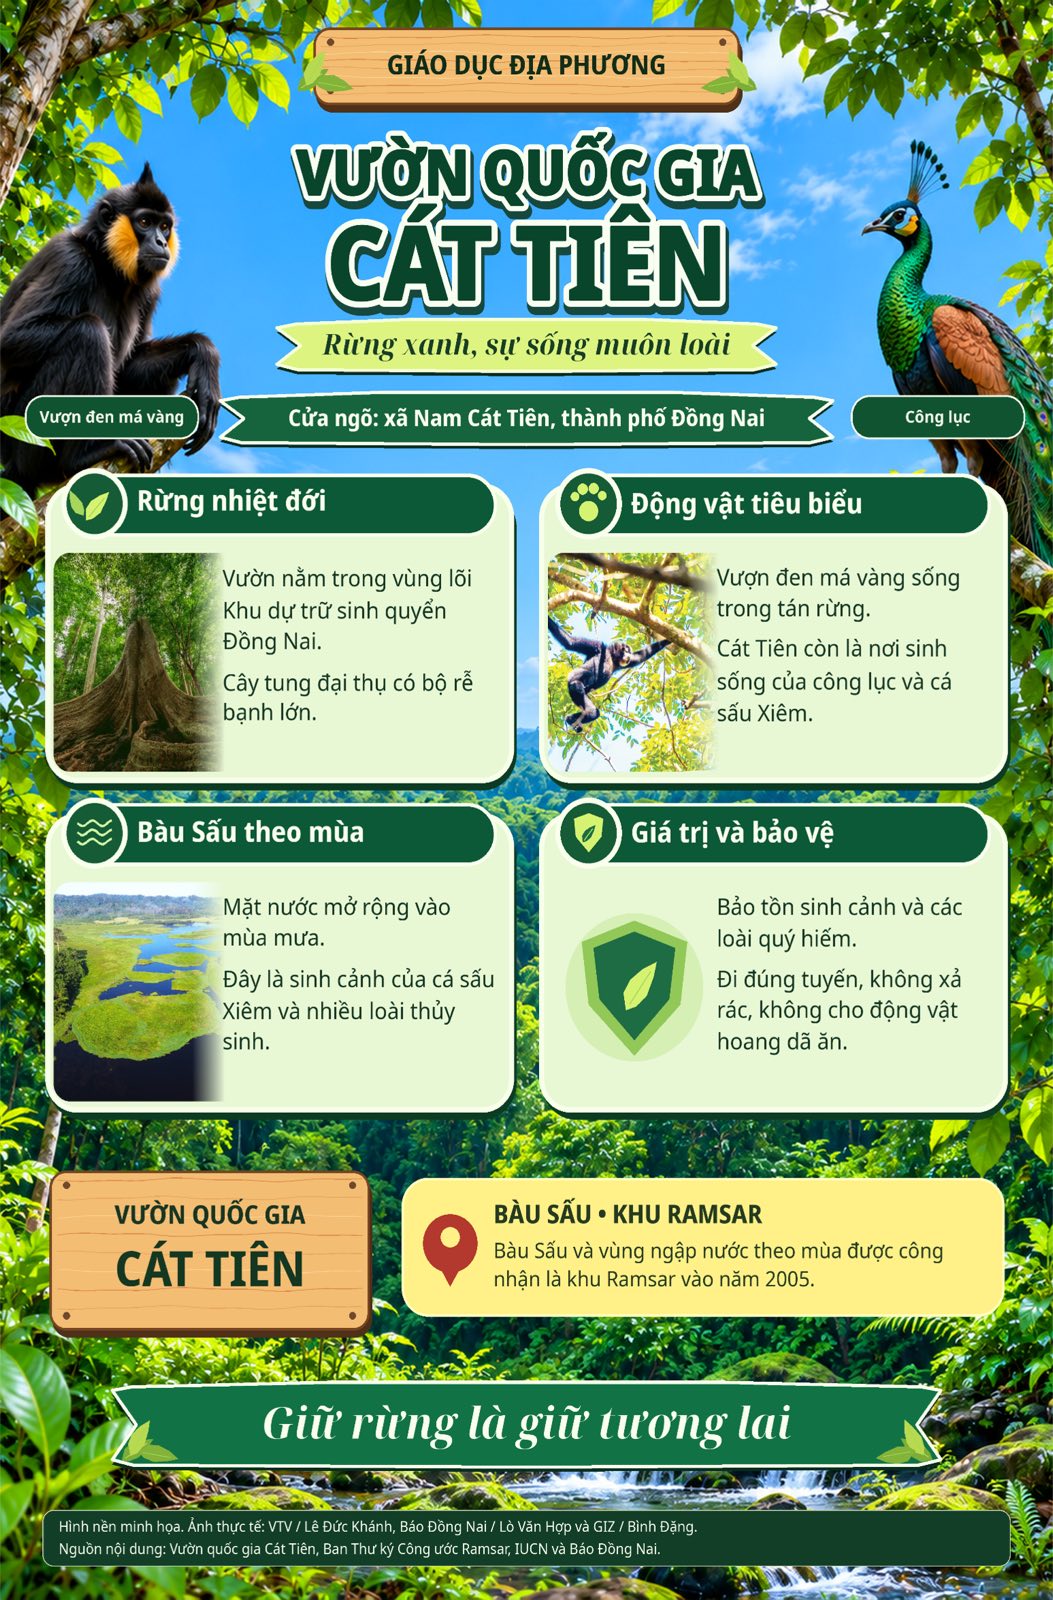 GIÁO DỤC ĐỊA PHƯƠNG
VƯỜN QUỐC GIA
CÁT TIÊN
Rừng xanh, sự sống muôn loài
Vượn đen má vàng
Cửa ngõ: xã Nam Cát Tiên, thành phố Đồng Nai
Công lục
Rừng nhiệt đới
Vườn nằm trong vùng lõi
Khu dự trữ sinh quyển
Đồng Nai.
Cây tung đại thụ có bộ rễ
bạnh lớn.
Động vật tiêu biểu
Vượn đen má vàng sống
trong tán rừng.
Cát Tiên còn là nơi sinh
sống của công lục và cá
sấu Xiêm.
Bàu Sấu theo mùa
Mặt nước mở rộng vào
mùa mưa.
Đây là sinh cảnh của cá sấu
Xiêm và nhiều loài thủy
sinh.
Giá trị và bảo vệ
Bảo tồn sinh cảnh và các
loài quý hiếm.
Đi đúng tuyến, không xả
rác, không cho động vật
hoang dã ăn.
VƯỜN QUỐC GIA
CÁT TIÊN
BÀU SẤU • KHU RAMSAR
Bàu Sấu và vùng ngập nước theo mùa được công
nhận là khu Ramsar vào năm 2005.
Giữ rừng là giữ tương lai
Hình nền minh họa. Ảnh thực tế: VTV / Lê Đức Khánh, Báo Đồng Nai / Lò Văn Hợp và GIZ / Bình Đặng.
Nguồn nội dung: Vườn quốc gia Cát Tiên, Ban Thư ký Công ước Ramsar, IUCN và Báo Đồng Nai.